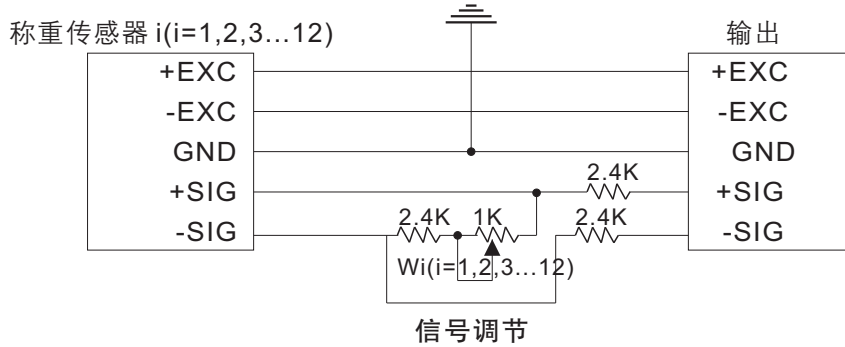 称重传感器 i(i=1,2,3...12)
输出
+EXC
+EXC
-EXC
-EXC
GND
GND
2.4K
+SIG
+SIG
2.4K
1K
2.4K
-SIG
-SIG
Wi(i=1,2,3...12)
信号调节